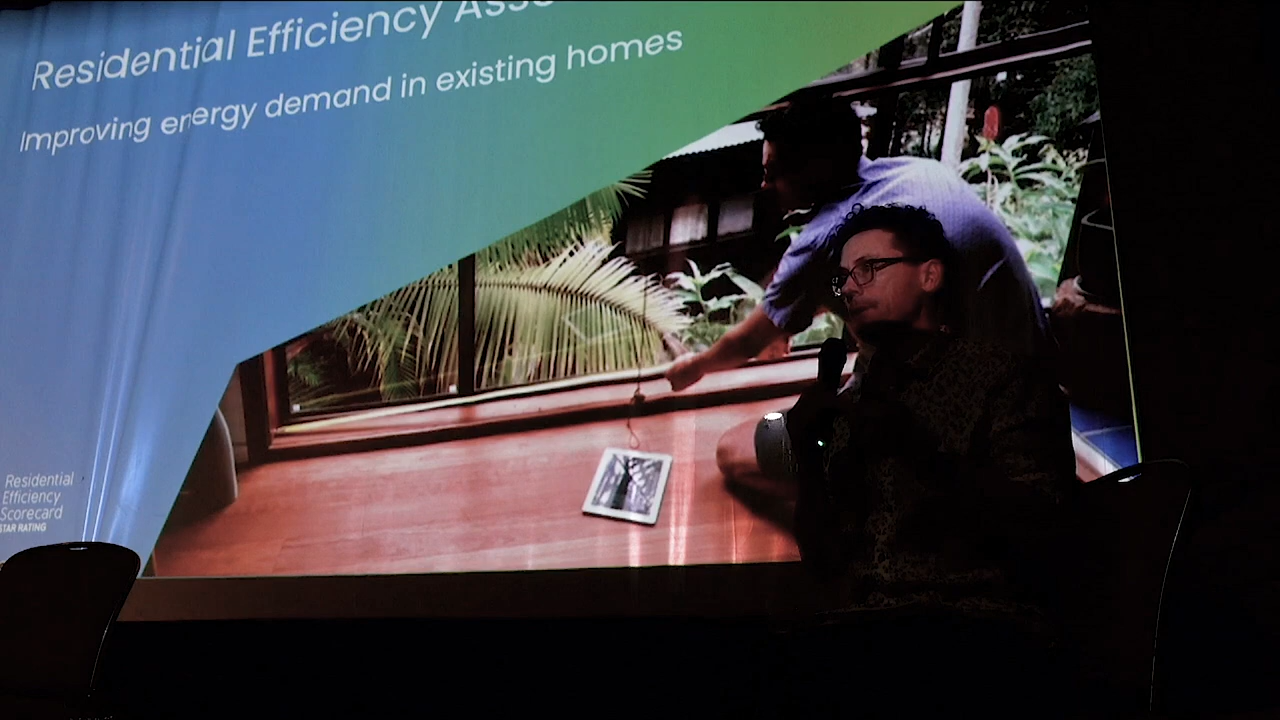 Residential Efficiency
Improving energy demand in existing homes
Residential
Efficiency
Scorecard
STAR RATING